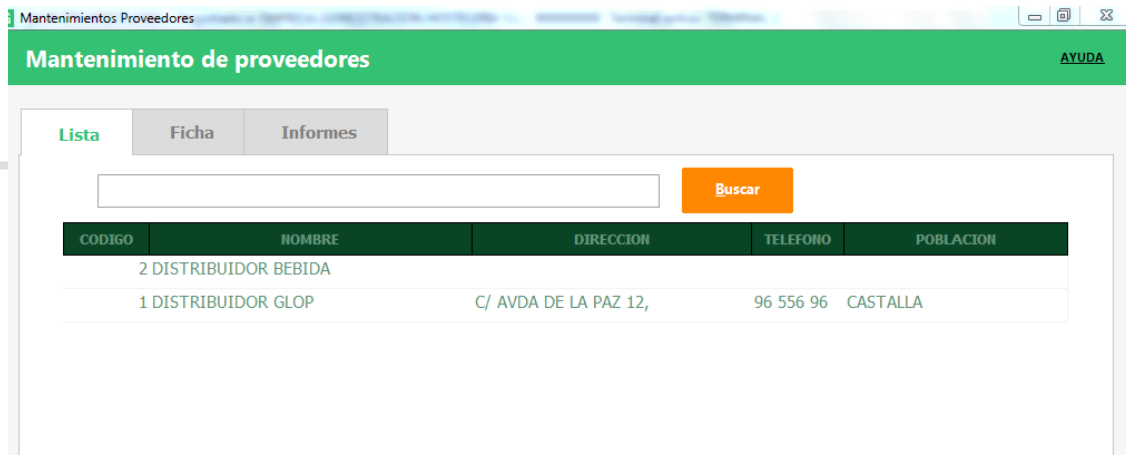 Mantenimientos Proveedores
Mantenimiento de proveedores AYUDA
Lista Ficha Informes
Buscar
CODIGO NOMBRE DIRECCION TELEFONO POBLACION
2 DISTRIBUIDOR BEBIDA
1 DISTRIBUIDOR GLOP C/ AVDA DE LA PAZ 12, 96 556 96 CASTALLA